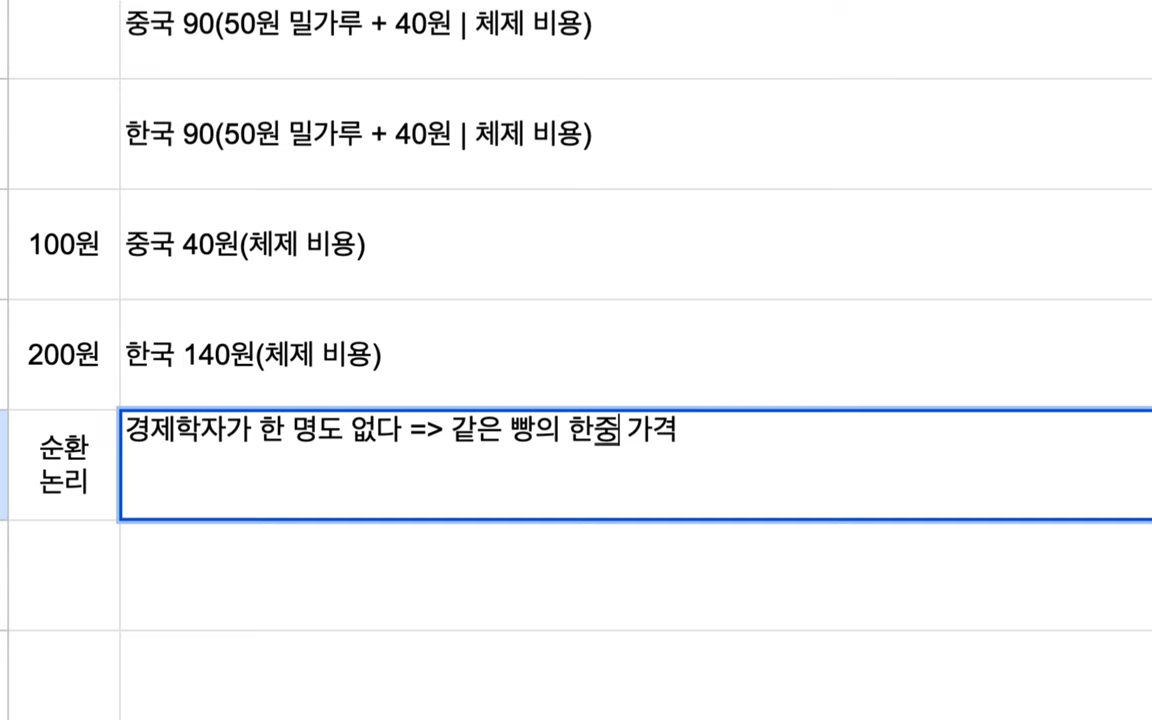 중국 90(50원 밀가루 + 40원 | 체제 비용)
한국 90(50원 밀가루 + 40원 | 체제 비용)
100원 중국 40원(체제 비용)
200원 한국 140원(체제 비용)
순환
논리
경제학자가 한 명도 없다 => 같은 빵의 한중 가격